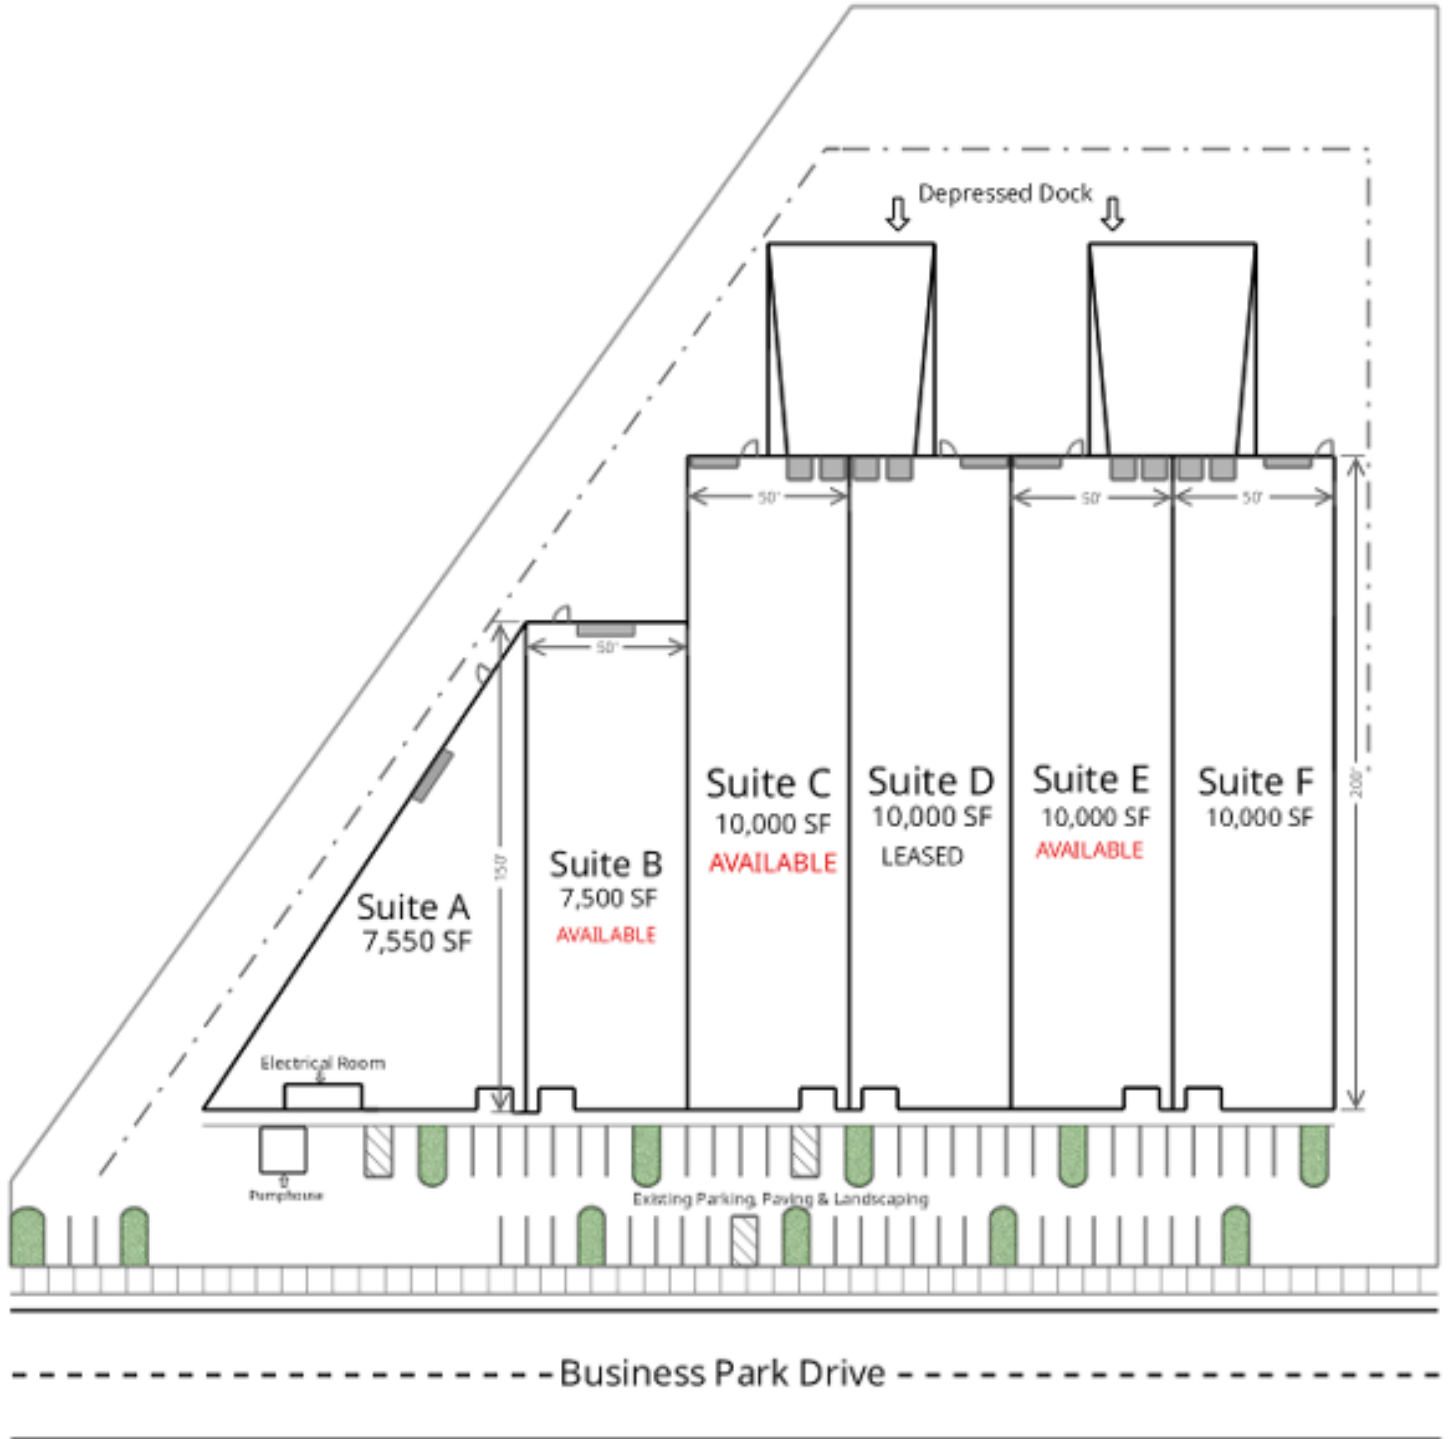 Depressed Dock
50'
50'
50'
50'
Suite C
10,000 SF
AVAILABLE
Suite D
10,000 SF
LEASED
Suite E
10,000 SF
AVAILABLE
Suite F
10,000 SF
200'
150'
Suite B
7,500 SF
AVAILABLE
Suite A
7,550 SF
Electrical Room
Pumphouse
Existing Parking, Paving & Landscaping
Business Park Drive